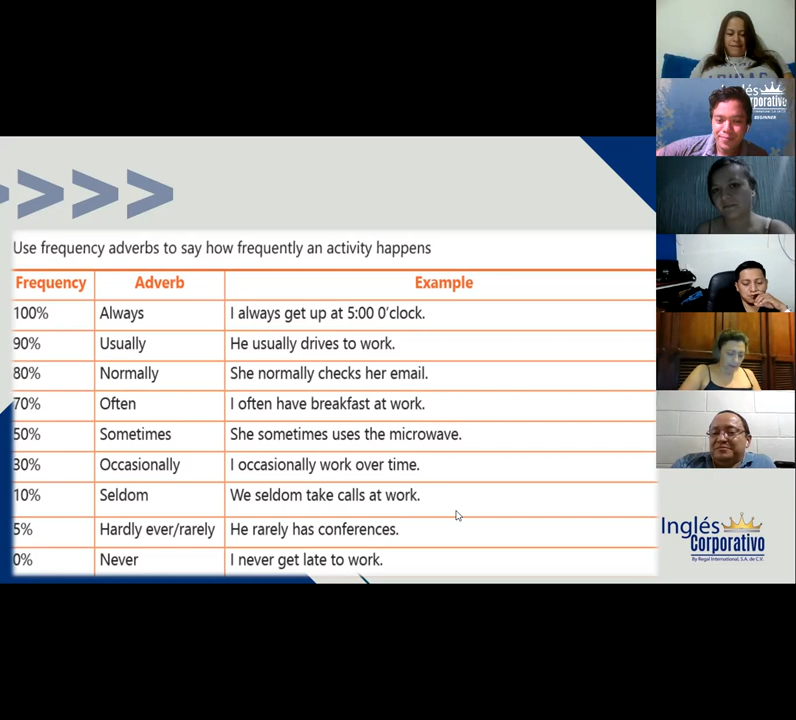 Use frequency adverbs to say how frequently an activity happens
Frequency Adverb Example
100% Always I always get up at 5:00 0'clock.
90% Usually He usually drives to work.
80% Normally She normally checks her email.
70% Often I often have breakfast at work.
50% Sometimes She sometimes uses the microwave.
30% Occasionally I occasionally work over time.
10% Seldom We seldom take calls at work.
5% Hardly ever/rarely He rarely has conferences.
0% Never I never get late to work.
Inglés
Corporativo
By Regal International, S.A. de C.V.
BEGINNER